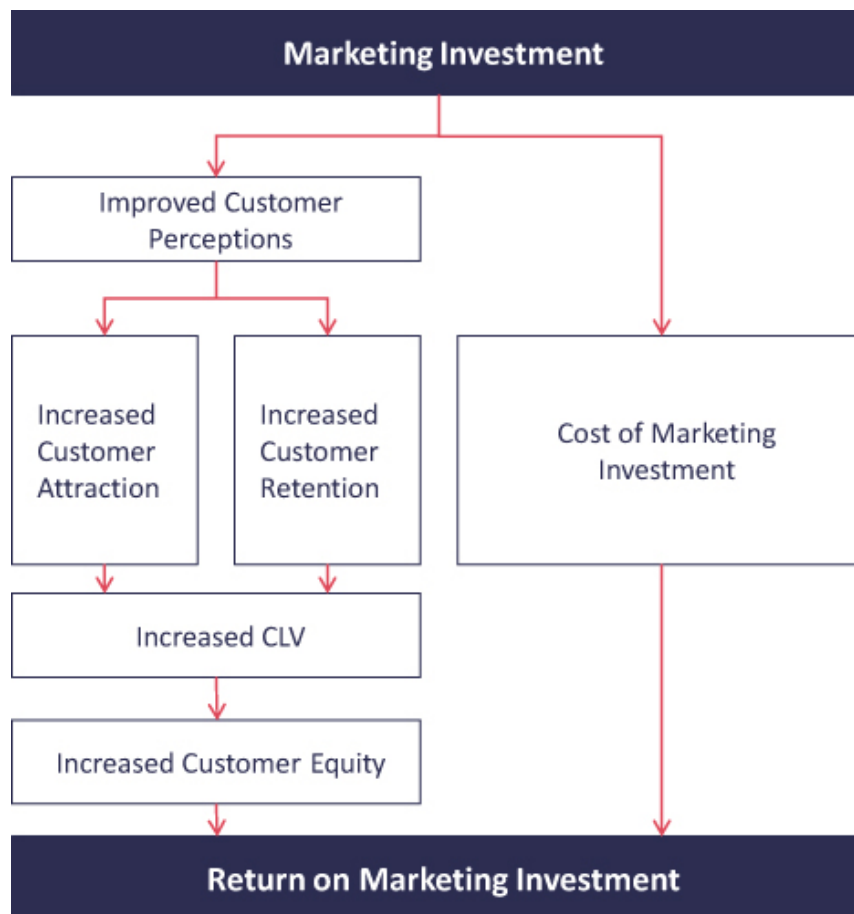 Marketing Investment
Improved Customer
Perceptions
Increased
Customer
Attraction
Increased
Customer
Retention
Cost of Marketing
Investment
Increased CLV
Increased Customer Equity
Return on Marketing Investment